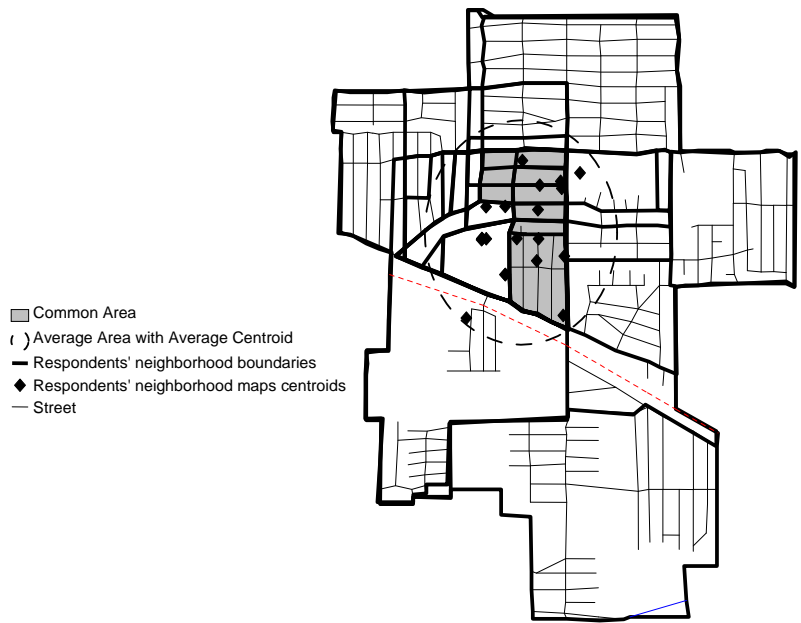 Common Area
Average Area with Average Centroid
Respondents' neighborhood boundaries
Respondents' neighborhood maps centroids
Street